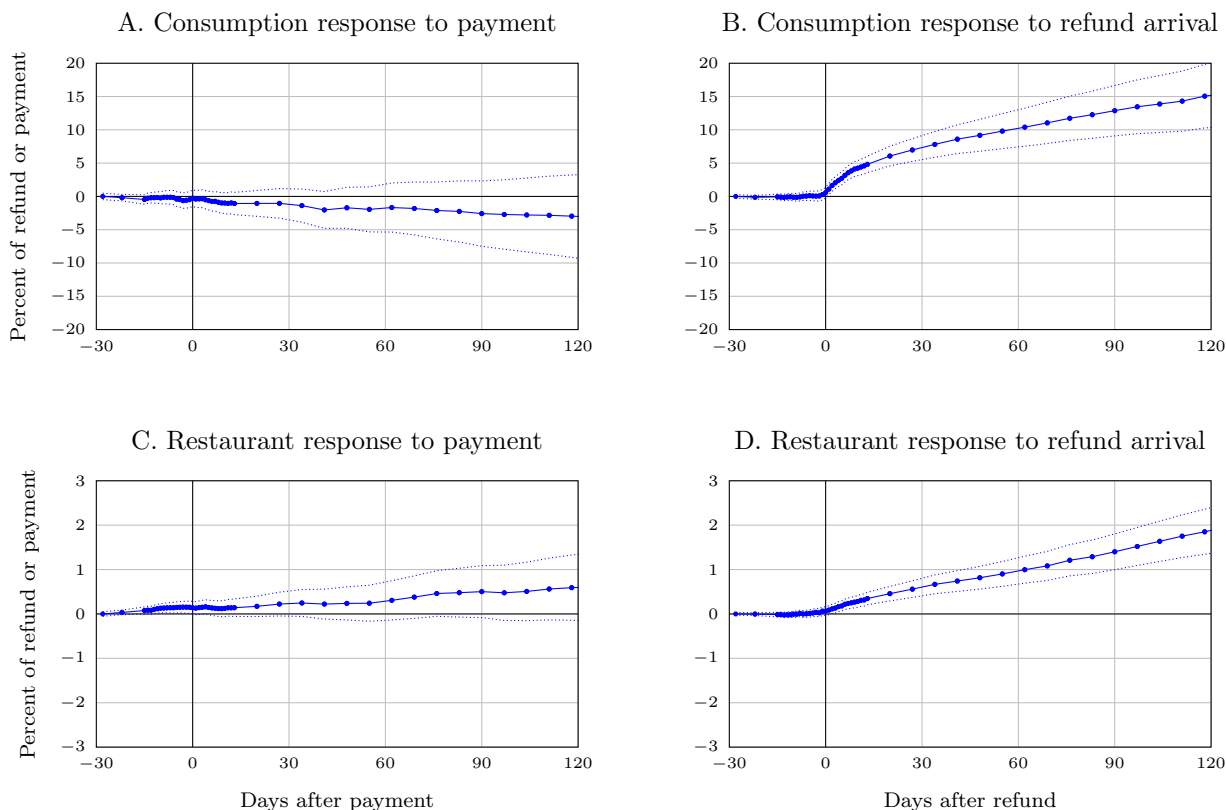 A. Consumption response to payment
B. Consumption response to refund arrival
Percent of refund or payment
20
15
10
5
0
−5
−10
−15
−20
−30 0 30 60 90 120
20
15
10
5
0
−5
−10
−15
−20
−30 0 30 60 90 120
C. Restaurant response to payment
D. Restaurant response to refund arrival
Percent of refund or payment
3
2
1
0
−1
−2
−3
−30 0 30 60 90 120
Days after payment
3
2
1
0
−1
−2
−3
−30 0 30 60 90 120
Days after refund